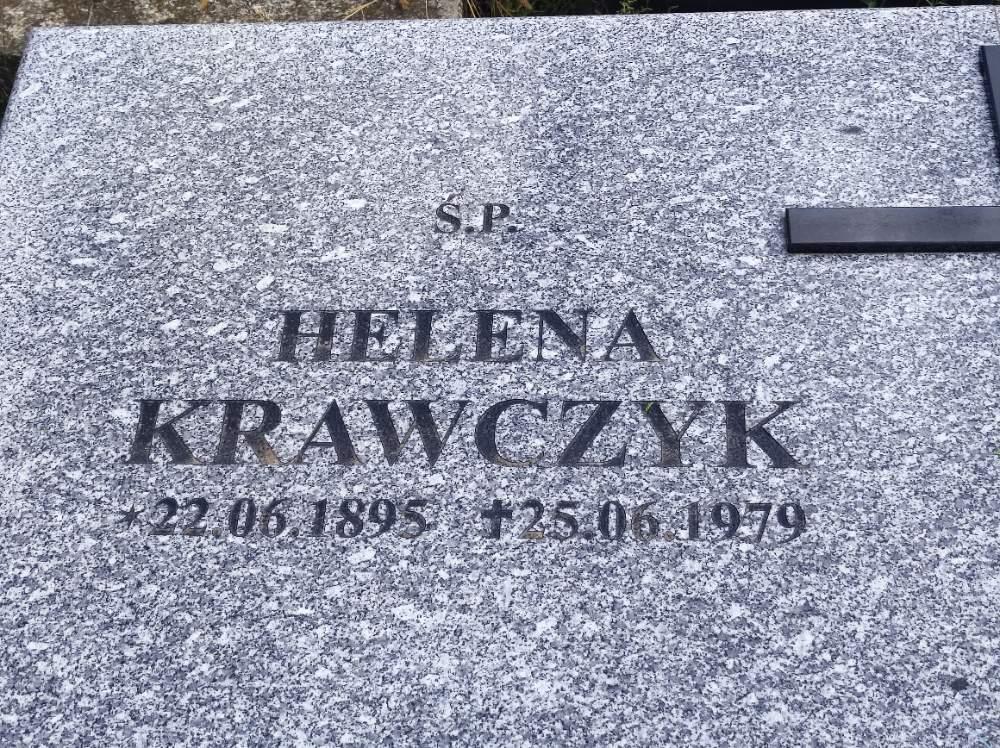 Ś.P.
HELENA
KRAWCZYK
★22.06.1895 ✝25.06.1979